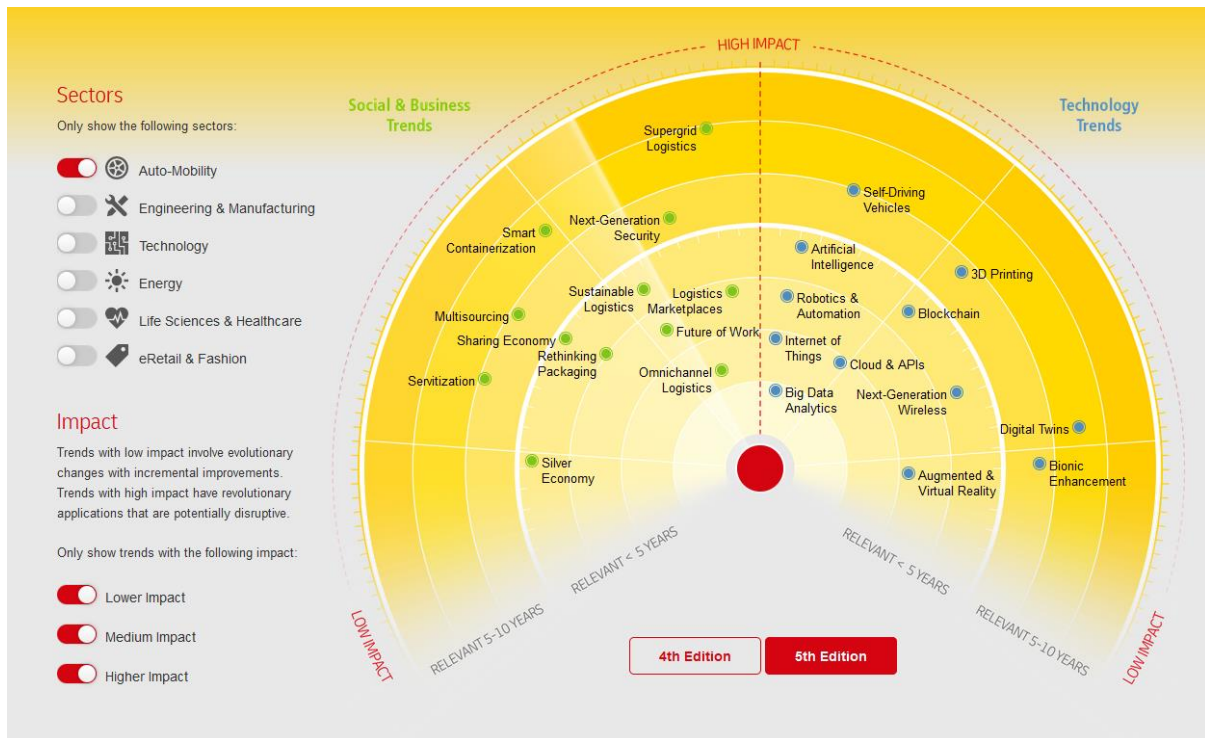 HIGH IMPACT
Sectors
Only show the following sectors:
Auto-Mobility
Engineering & Manufacturing
Technology
Energy
Life Sciences & Healthcare
eRetail & Fashion
Impact
Trends with low impact involve evolutionary
changes with incremental improvements.
Trends with high impact have revolutionary
applications that are potentially disruptive.
Only show trends with the following impact:
Lower Impact
Medium Impact
Higher Impact
Social & Business
Trends
Supergrid
Logistics
Next-Generation
Security
Smart
Containerization
Sustainable
Logistics
Logistics
Marketplaces
Multisourcing
Sharing Economy
Future of Work
Rethinking
Packaging
Servitization
Omnichannel
Logistics
Silver
Economy
Technology
Trends
Self-Driving
Vehicles
Artificial
Intelligence
3D Printing
Robotics &
Automation
Blockchain
Internet of
Things
Cloud & APIs
Big Data
Analytics
Next-Generation
Wireless
Digital Twins
Augmented &
Virtual Reality
Bionic
Enhancement
LOW IMPACT
RELEVANT 5-10 YEARS
RELEVANT < 5 YEARS
RELEVANT < 5 YEARS
RELEVANT 5-10 YEARS
LOW IMPACT
4th Edition
5th Edition